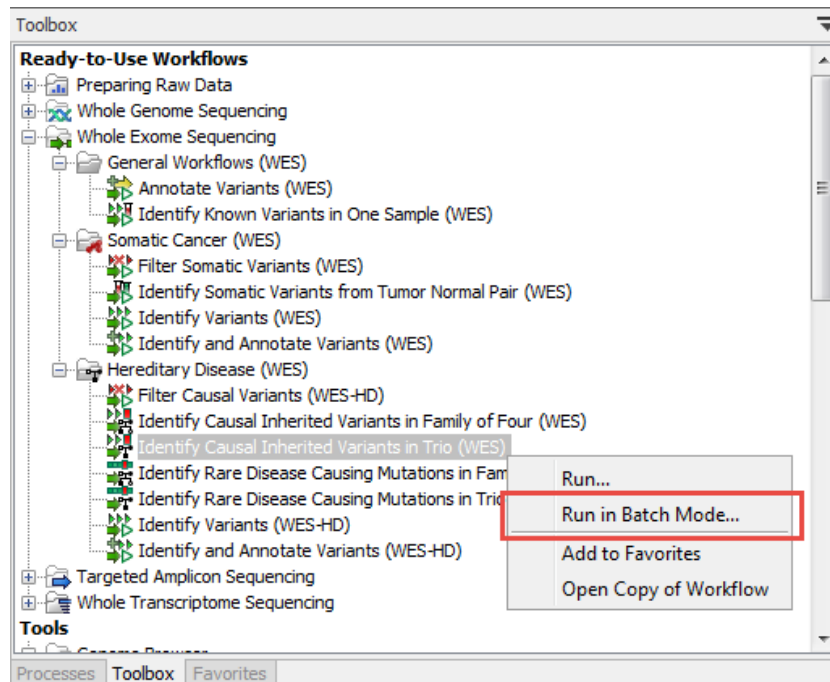 Toolbox
Ready-to-Use Workflows
Preparing Raw Data
Whole Genome Sequencing
Whole Exome Sequencing
General Workflows (WES)
Annotate Variants (WES)
Identify Known Variants in One Sample (WES)
Somatic Cancer (WES)
Filter Somatic Variants (WES)
Identify Somatic Variants from Tumor Normal Pair (WES)
Identify Variants (WES)
Identify and Annotate Variants (WES)
Hereditary Disease (WES)
Filter Causal Variants (WES-HD)
Identify Causal Inherited Variants in Family of Four (WES)
Identify Causal Inherited Variants in Trio (WES)
Identify Rare Disease Causing Mutations in Fam
Identify Rare Disease Causing Mutations in Trio
Identify Variants (WES-HD)
Identify and Annotate Variants (WES-HD)
Targeted Amplicon Sequencing
Whole Transcriptome Sequencing
Tools
Run...
Run in Batch Mode...
Add to Favorites
Open Copy of Workflow
Processes Toolbox Favorites